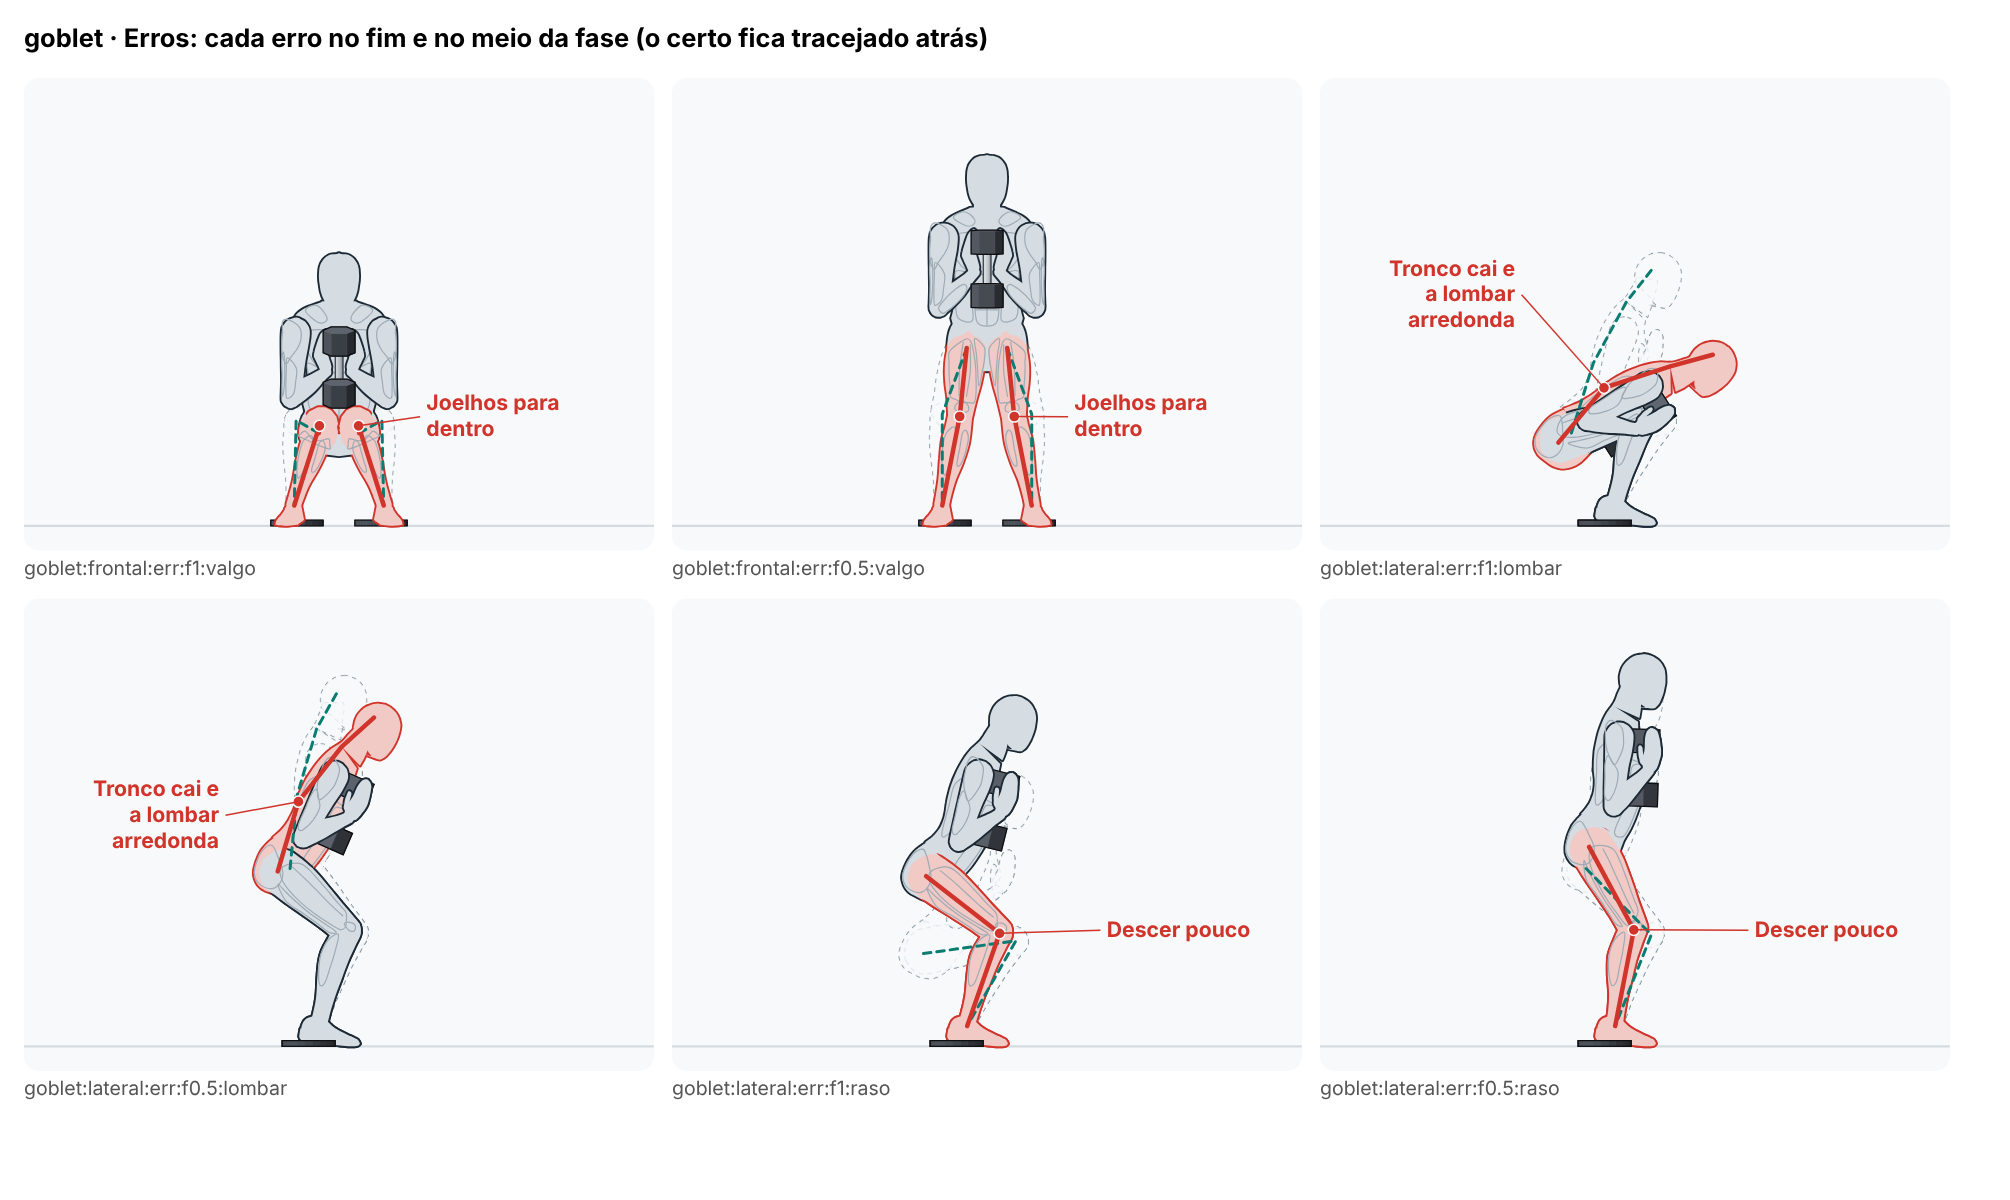 goblet · Erros: cada erro no fim e no meio da fase (o certo fica tracejado atrás)
Joelhos para
dentro
goblet:frontal:err:f1:valgo
Joelhos para
dentro
goblet:frontal:err:f0.5:valgo
Tronco cai e
a lombar
arredonda
goblet:lateral:err:f1:lombar
Tronco cai e
a lombar
arredonda
goblet:lateral:err:f0.5:lombar
Descer pouco
goblet:lateral:err:f1:raso
Descer pouco
goblet:lateral:err:f0.5:raso